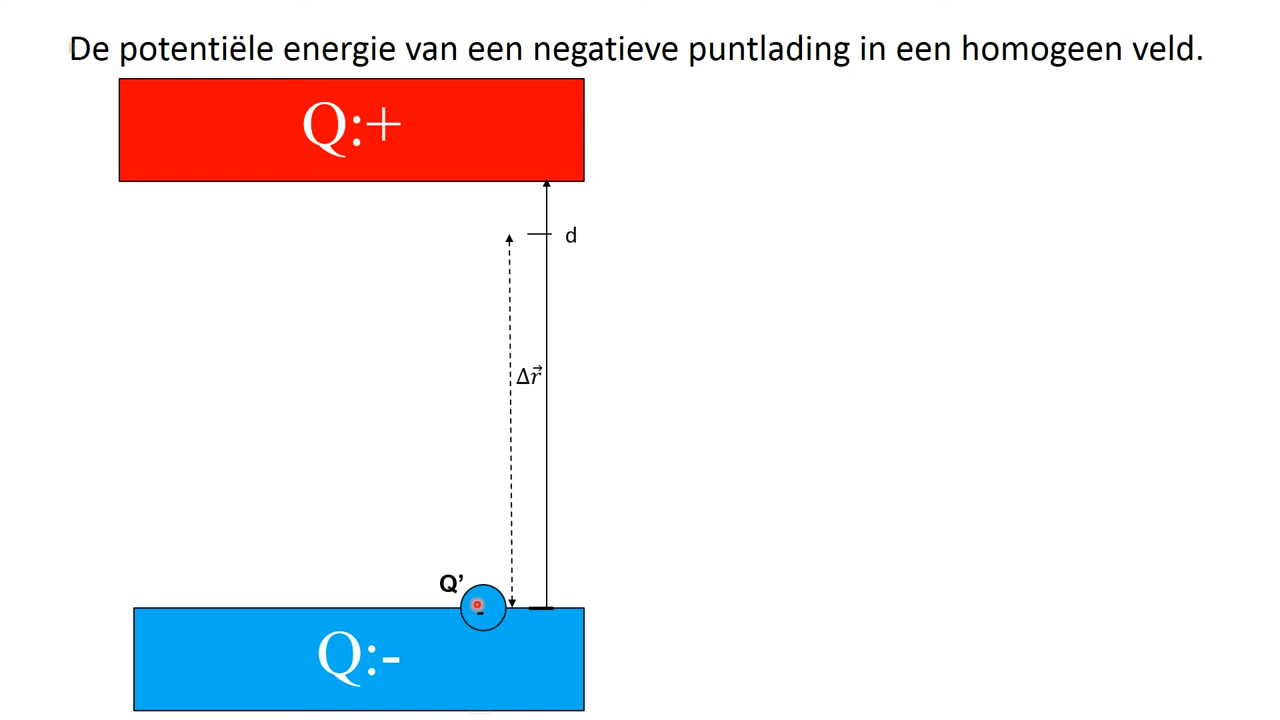 De potentiële energie van een negatieve puntlading in een homogeen veld.
Q:+
d
Δr⃗
Q’
-
Q:-